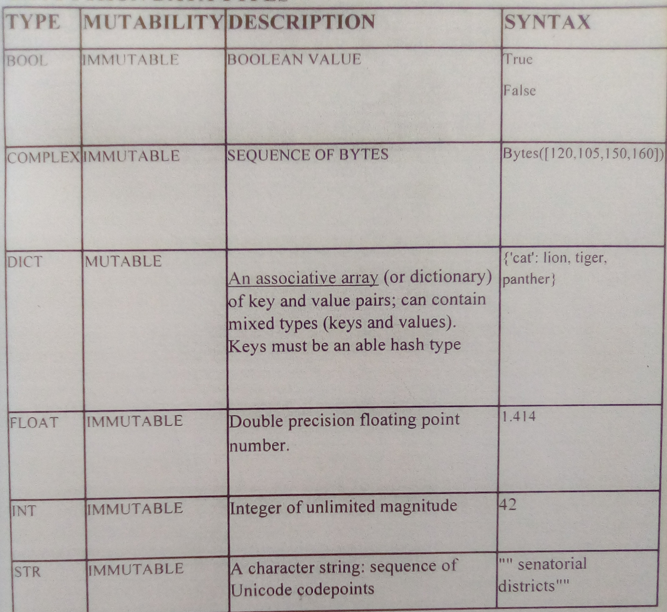 TYPE MUTABILITY DESCRIPTION SYNTAX
BOOL IMMUTABLE BOOLEAN VALUE True
False
COMPLEX IMMUTABLE SEQUENCE OF BYTES Bytes([120,105,150,160])
DICT MUTABLE {'cat': lion, tiger,
An associative array (or dictionary) panther}
of key and value pairs; can contain
mixed types (keys and values).
Keys must be an able hash type
FLOAT IMMUTABLE Double precision floating point 1.414
number.
INT IMMUTABLE Integer of unlimited magnitude 42
STR IMMUTABLE A character string: sequence of "" senatorial
Unicode codepoints districts""